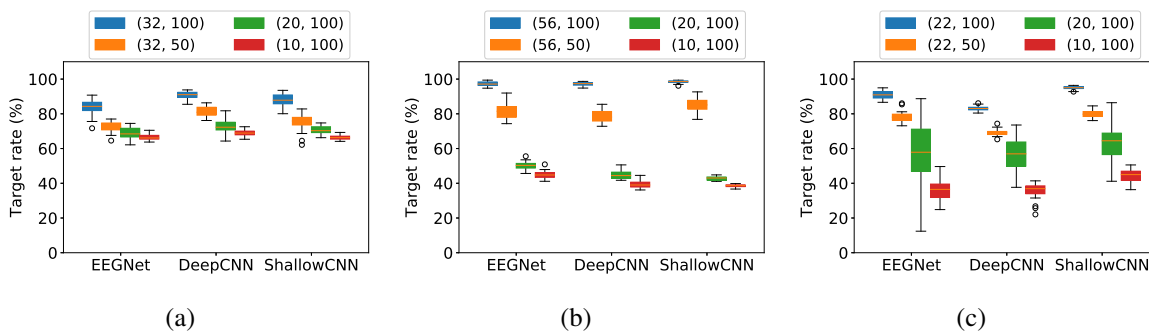 (32, 100) (20, 100)
(32, 50) (10, 100)
Target rate (%)
100
80
60
40
20
0
EEGNet DeepCNN ShallowCNN
(a)
(56, 100) (20, 100)
(56, 50) (10, 100)
Target rate (%)
100
80
60
40
20
0
EEGNet DeepCNN ShallowCNN
(b)
(22, 100) (20, 100)
(22, 50) (10, 100)
Target rate (%)
100
80
60
40
20
0
EEGNet DeepCNN ShallowCNN
(c)